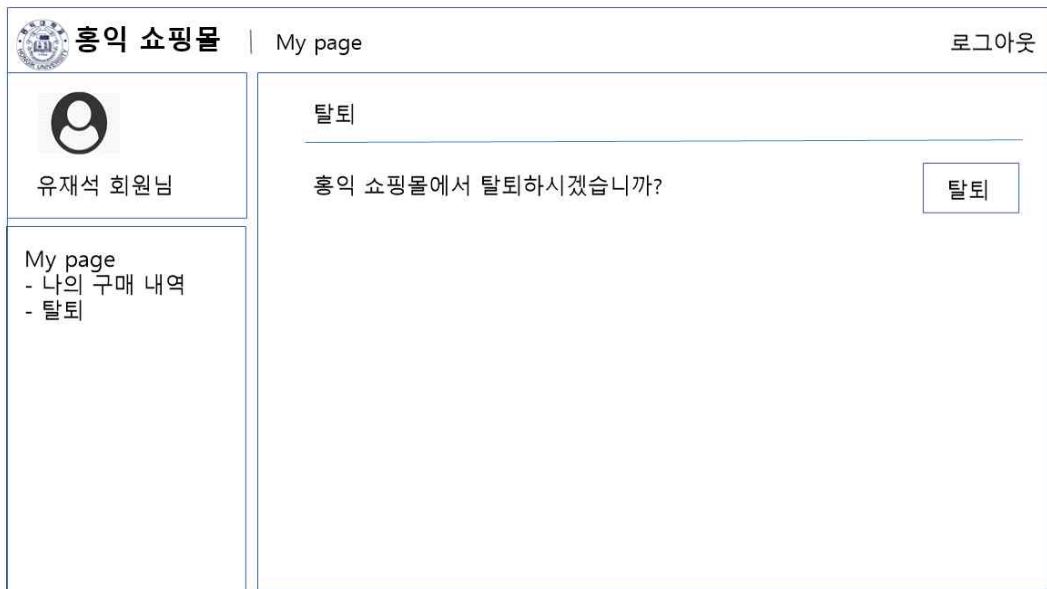 홍익 쇼핑몰 | My page
로그아웃
유재석 회원님
My page
- 나의 구매 내역
- 탈퇴
탈퇴
홍익 쇼핑몰에서 탈퇴하시겠습니까?
탈퇴